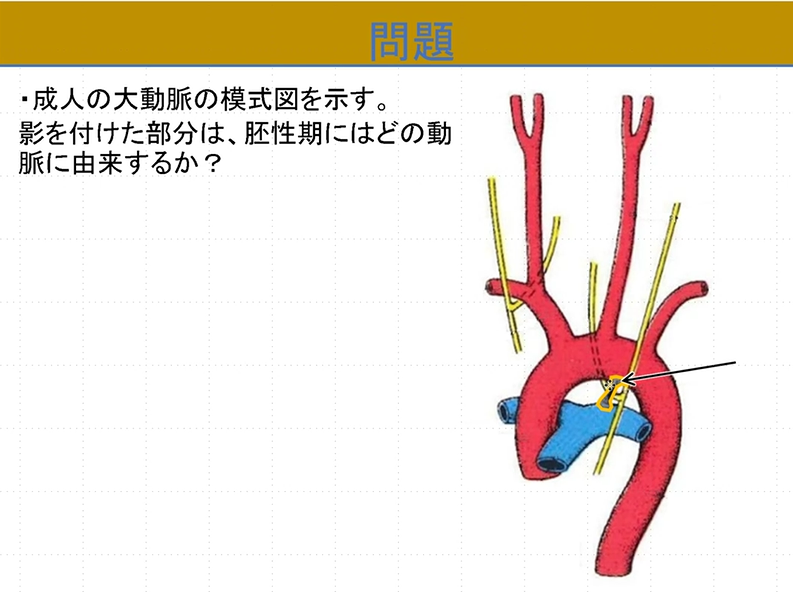 問題
・成人の大動脈の模式図を示す。
影を付けた部分は、胚性期にはどの動
脈に由来するか？